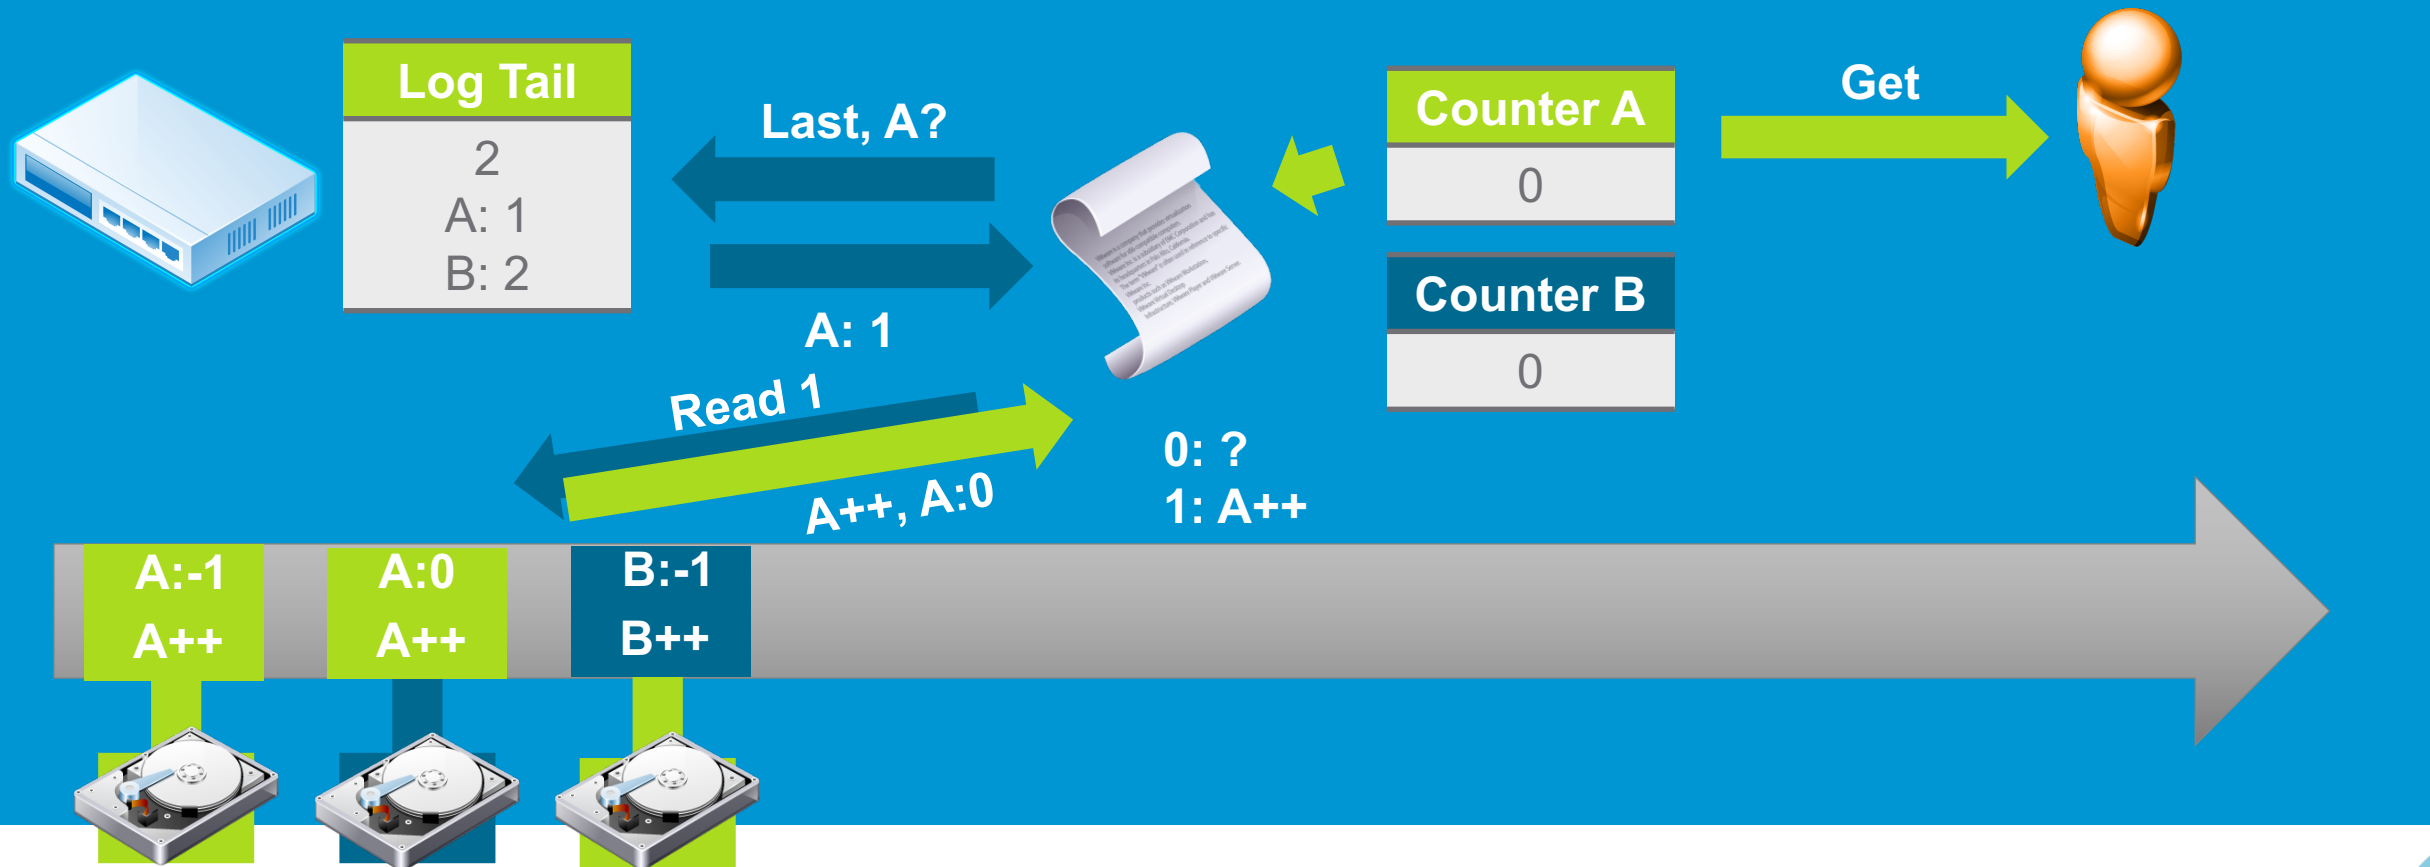 Log Tail
2
A: 1
B: 2
Last, A?
A: 1
Counter A
0
Counter B
0
Get
Read 1
A++, A:0
0: ?
1: A++
A:-1
A++
A:0
A++
B:-1
B++